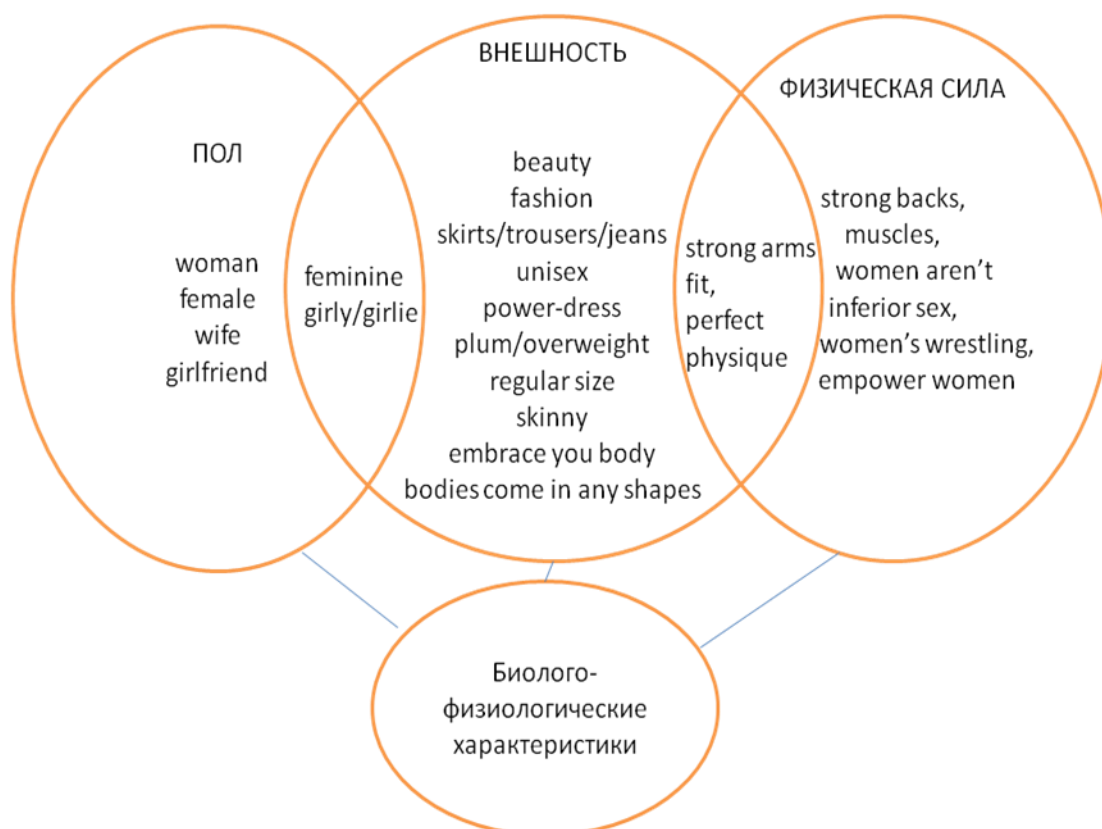 ПОЛ
woman
female
wife
girlfriend
feminine
girly/girlie
ВНЕШНОСТЬ
beauty
fashion
skirts/trousers/jeans
unisex
power-dress
plum/overweight
regular size
skinny
embrace you body
bodies come in any shapes
strong arms
fit,
perfect
physique
ФИЗИЧЕСКАЯ СИЛА
strong backs,
muscles,
women aren’t
inferior sex,
women’s wrestling,
empower women
Биолого-
физиологические
характеристики